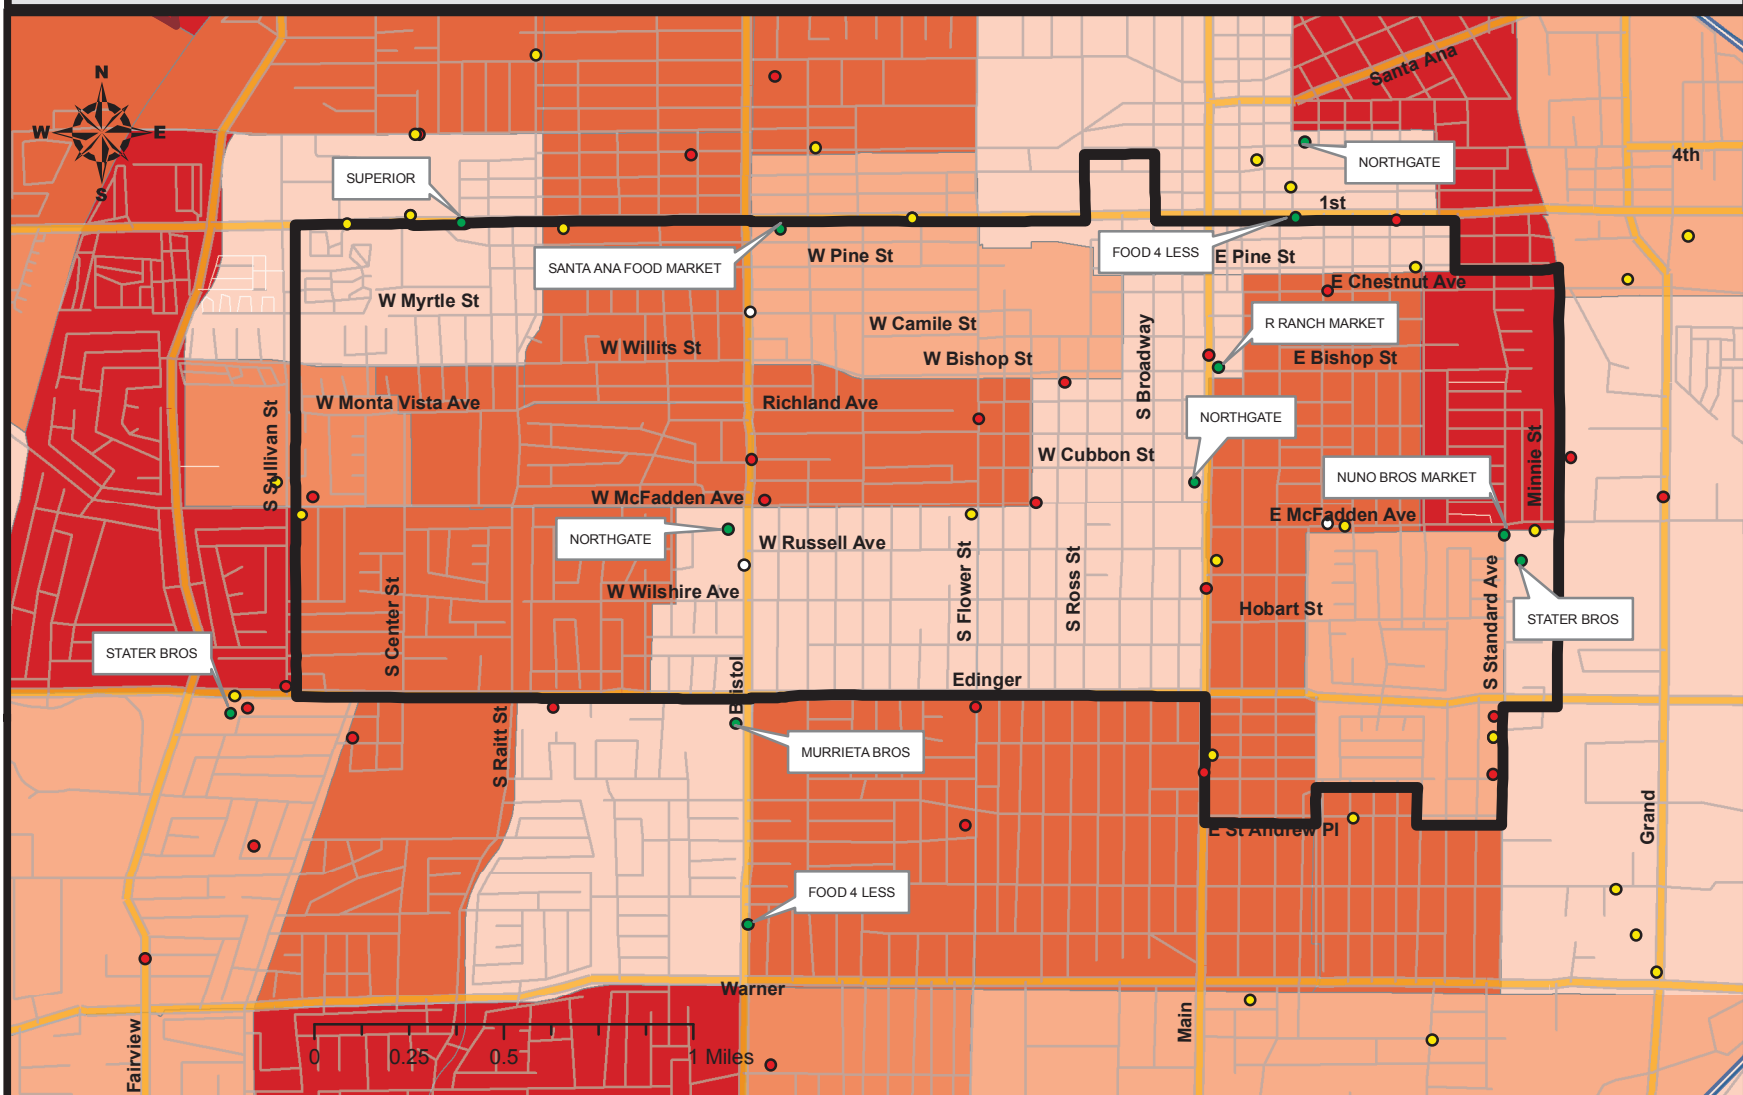 Santa Ana
N
W
E
S
4th
NORTHGATE
SUPERIOR
1st
FOOD 4 LESS
W Pine St
E Pine St
SANTA ANA FOOD MARKET
E Chestnut Ave
W Myrtle St
W Camile St
R RANCH MARKET
S Broadway
W Willits St
W Bishop St
E Bishop St
W Monta Vista Ave
Richland Ave
NORTHGATE
S Sullivan St
W Cubbon St
Minnie St
NUNO BROS MARKET
W McFadden Ave
E McFadden Ave
NORTHGATE
W Russell Ave
S Flower St
S Ross St
W Wilshire Ave
S Center St
Hobart St
S Standard Ave
STATER BROS
STATER BROS
Edinger
Bristol
S Raitt St
MURRIETA BROS
E St Andrew Pl
Grand
FOOD 4 LESS
Warner
Main
Fairview
0 0.25 0.5 1 Miles